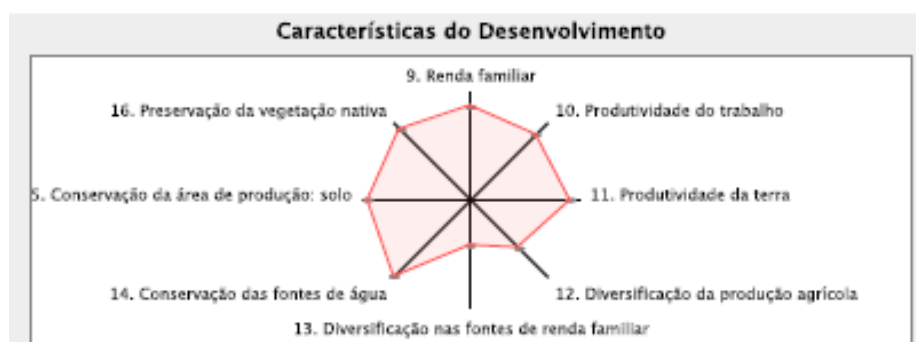 Características do Desenvolvimento
9. Renda familiar
16. Preservação da vegetação nativa
10. Produtividade do trabalho
5. Conservação da área de produção: solo
11. Produtividade da terra
14. Conservação das fontes de água
12. Diversificação da produção agrícola
13. Diversificação nas fontes de renda familiar